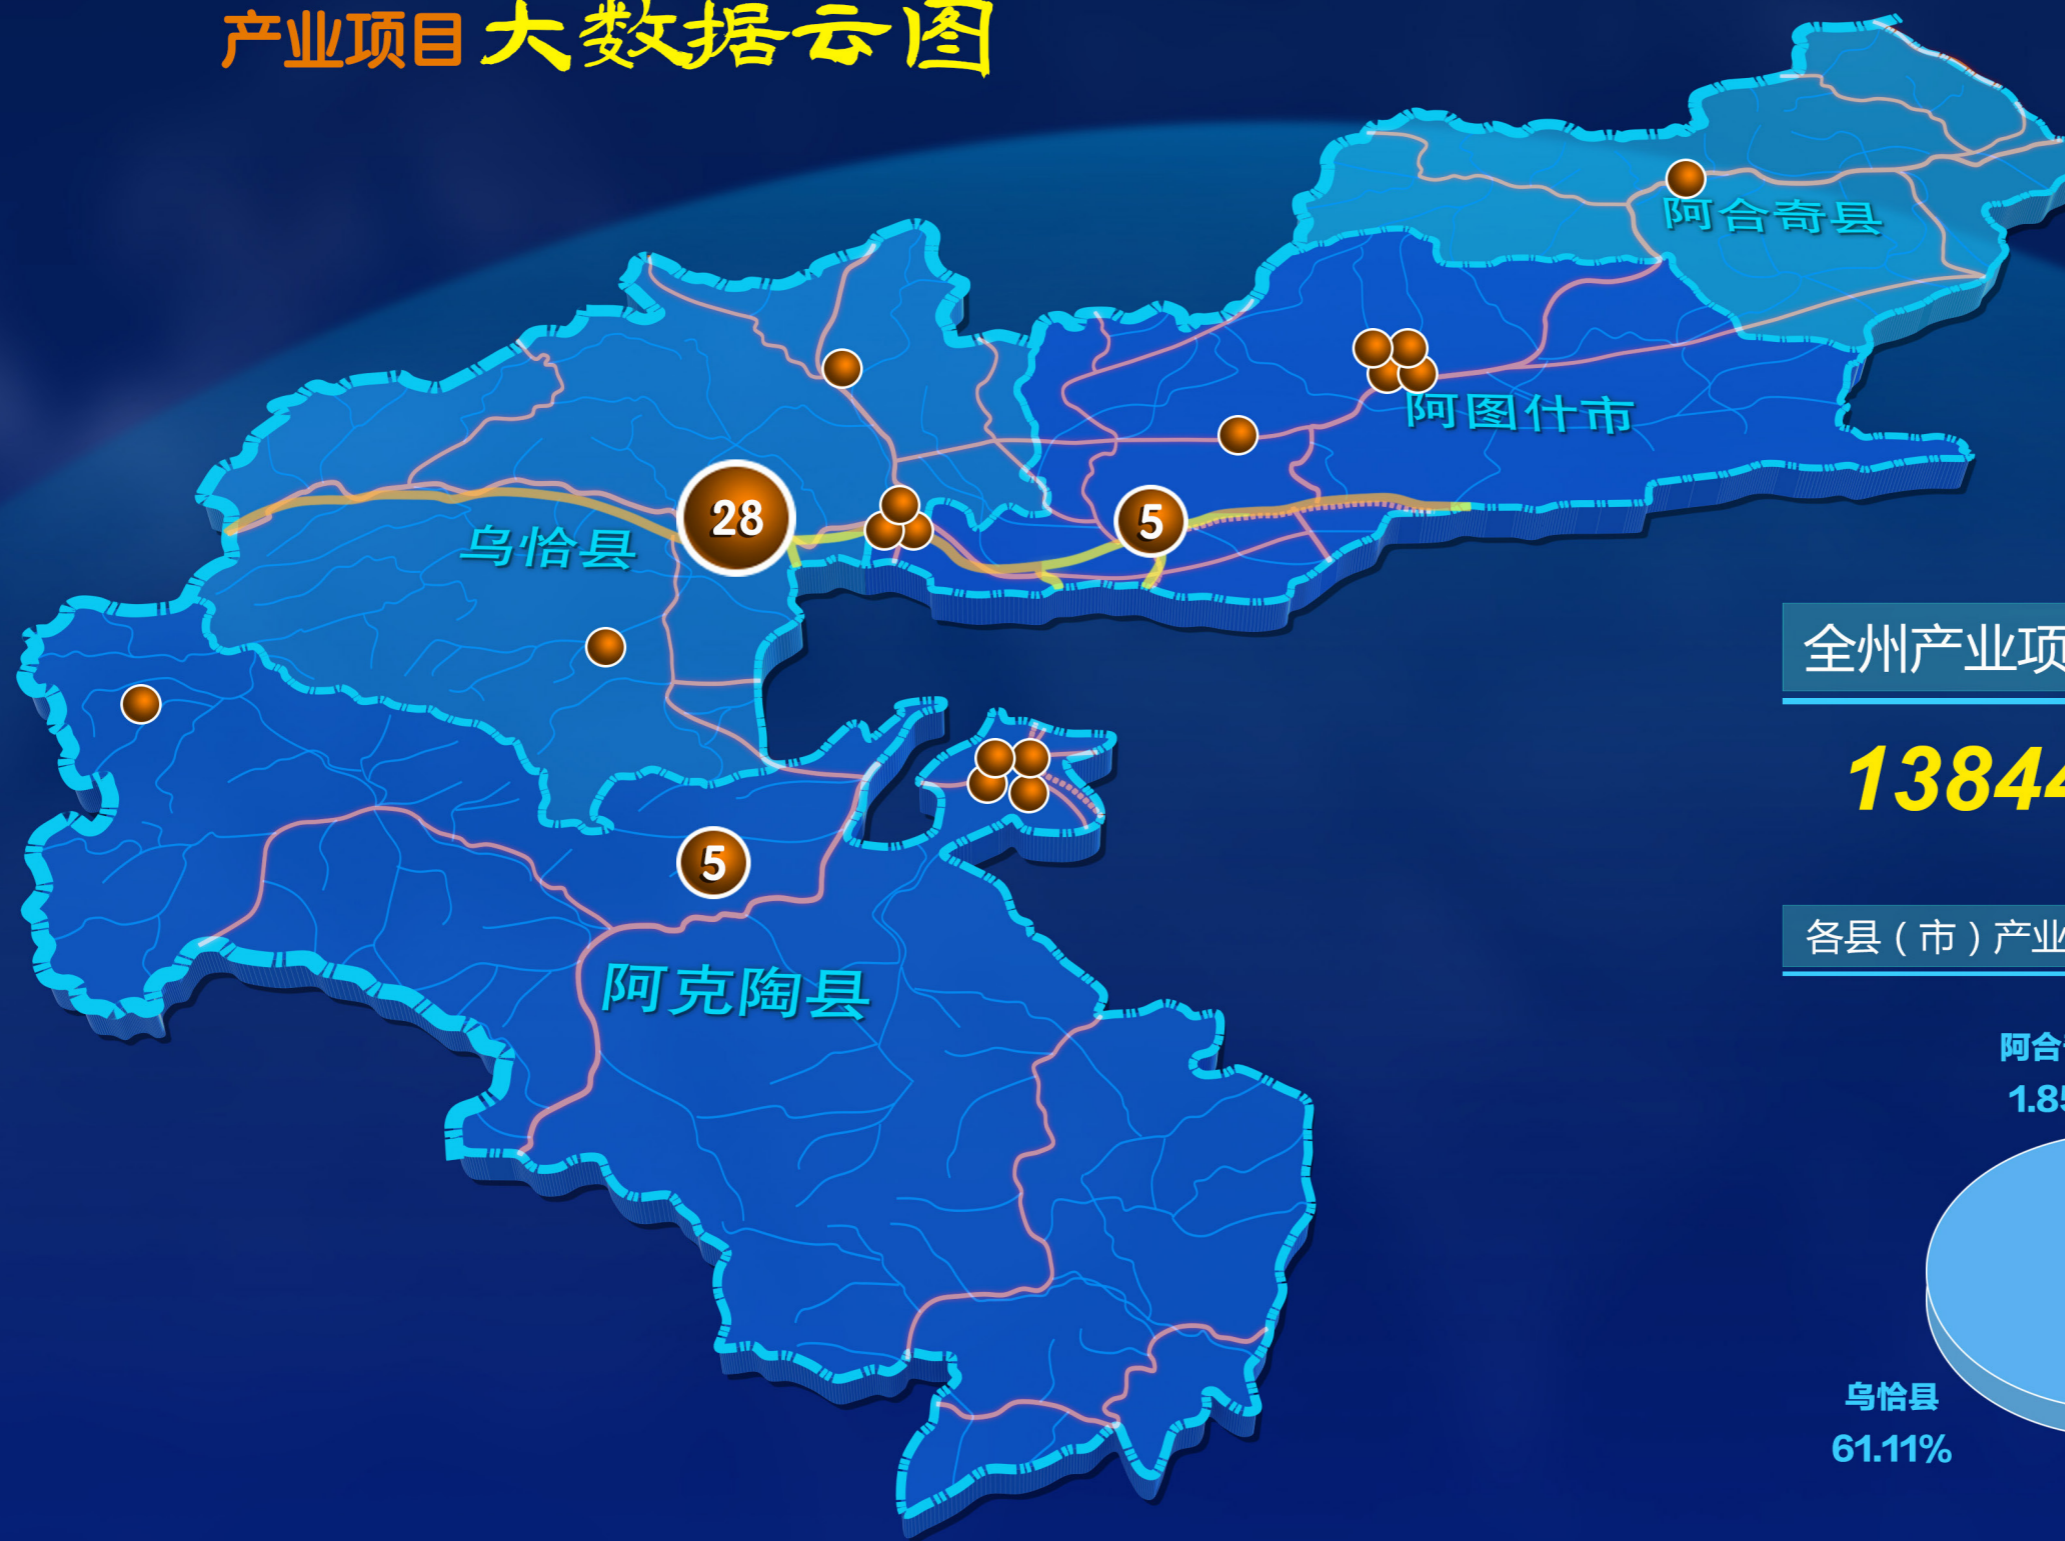 产业项目 大数据云图
阿合奇县
阿图什市
28
5
乌恰县
全州产业项
13844
5
各县（市）产业
阿克陶县
阿合
1.85
乌恰县
61.11%